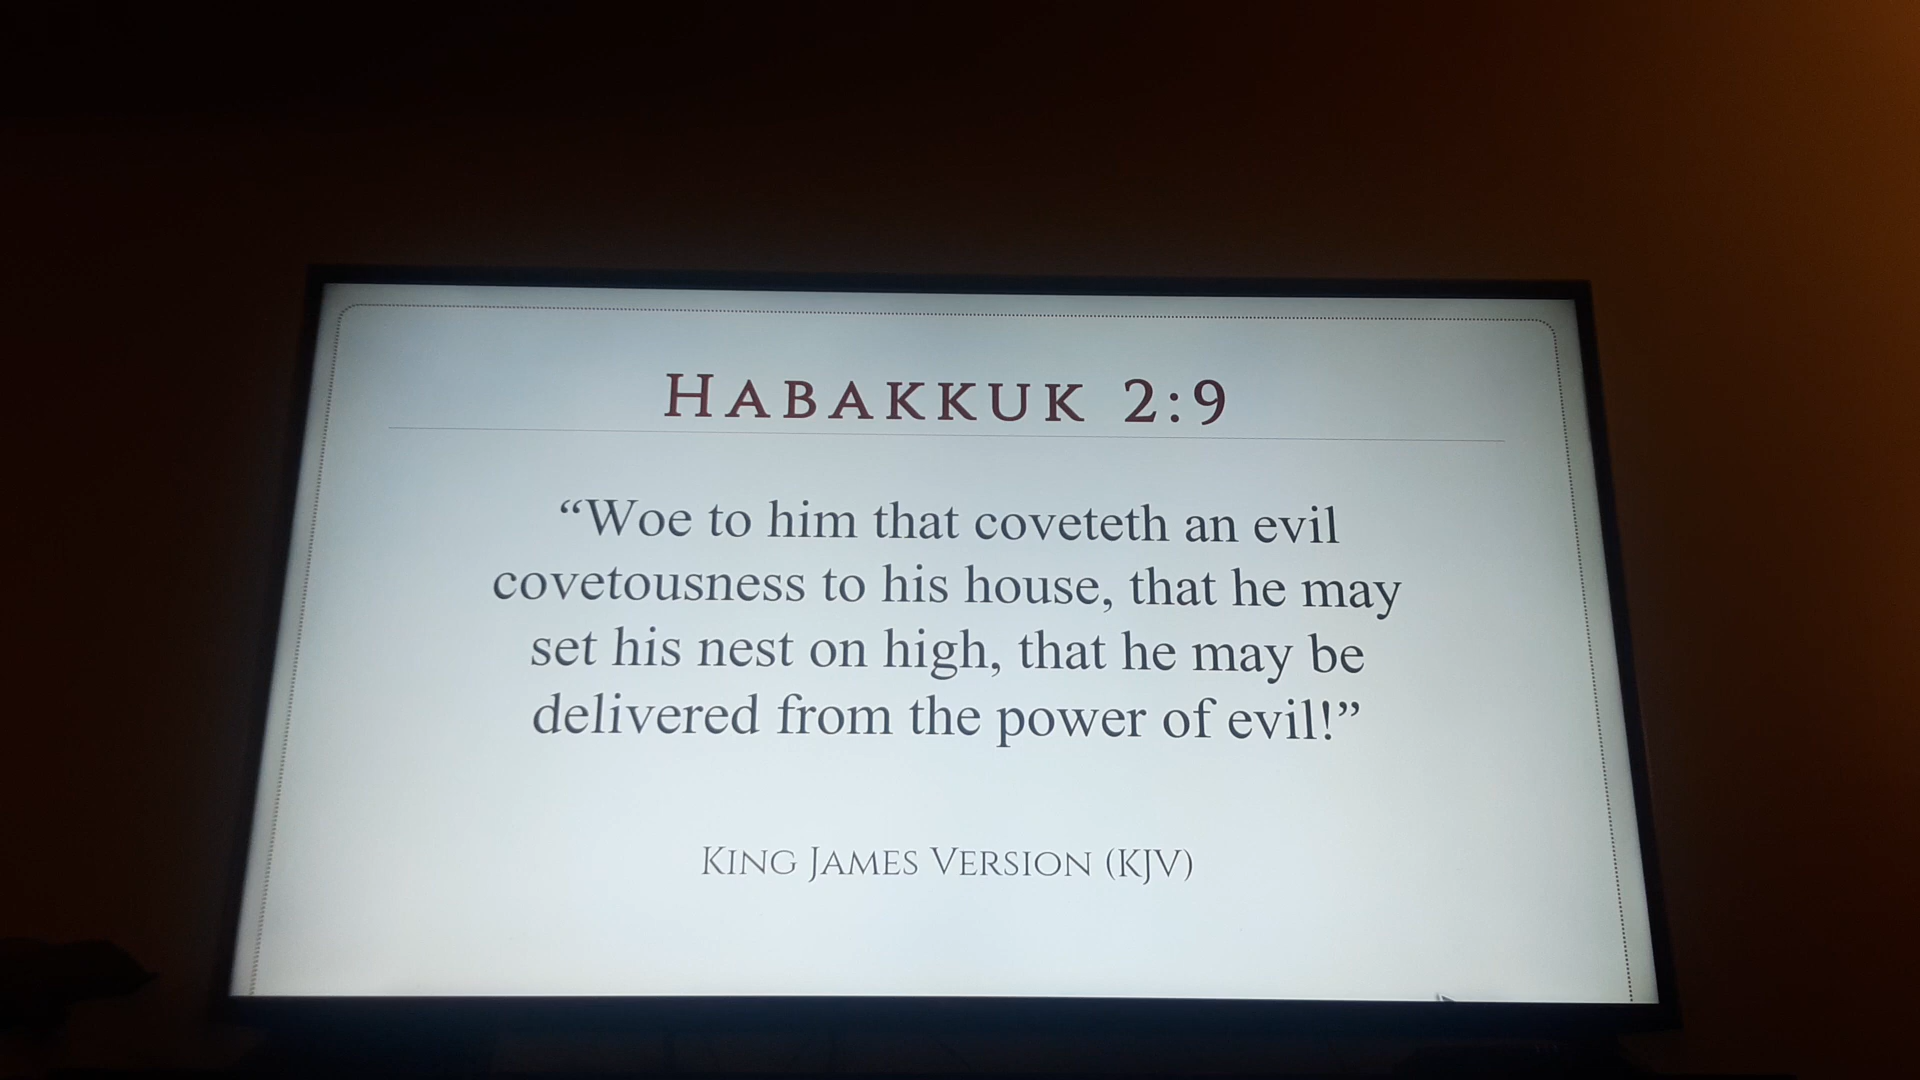 HABAKKUK 2:9
“Woe to him that coveteth an evil
covetousness to his house, that he may
set his nest on high, that he may be
delivered from the power of evil!”
KING JAMES VERSION (KJV)